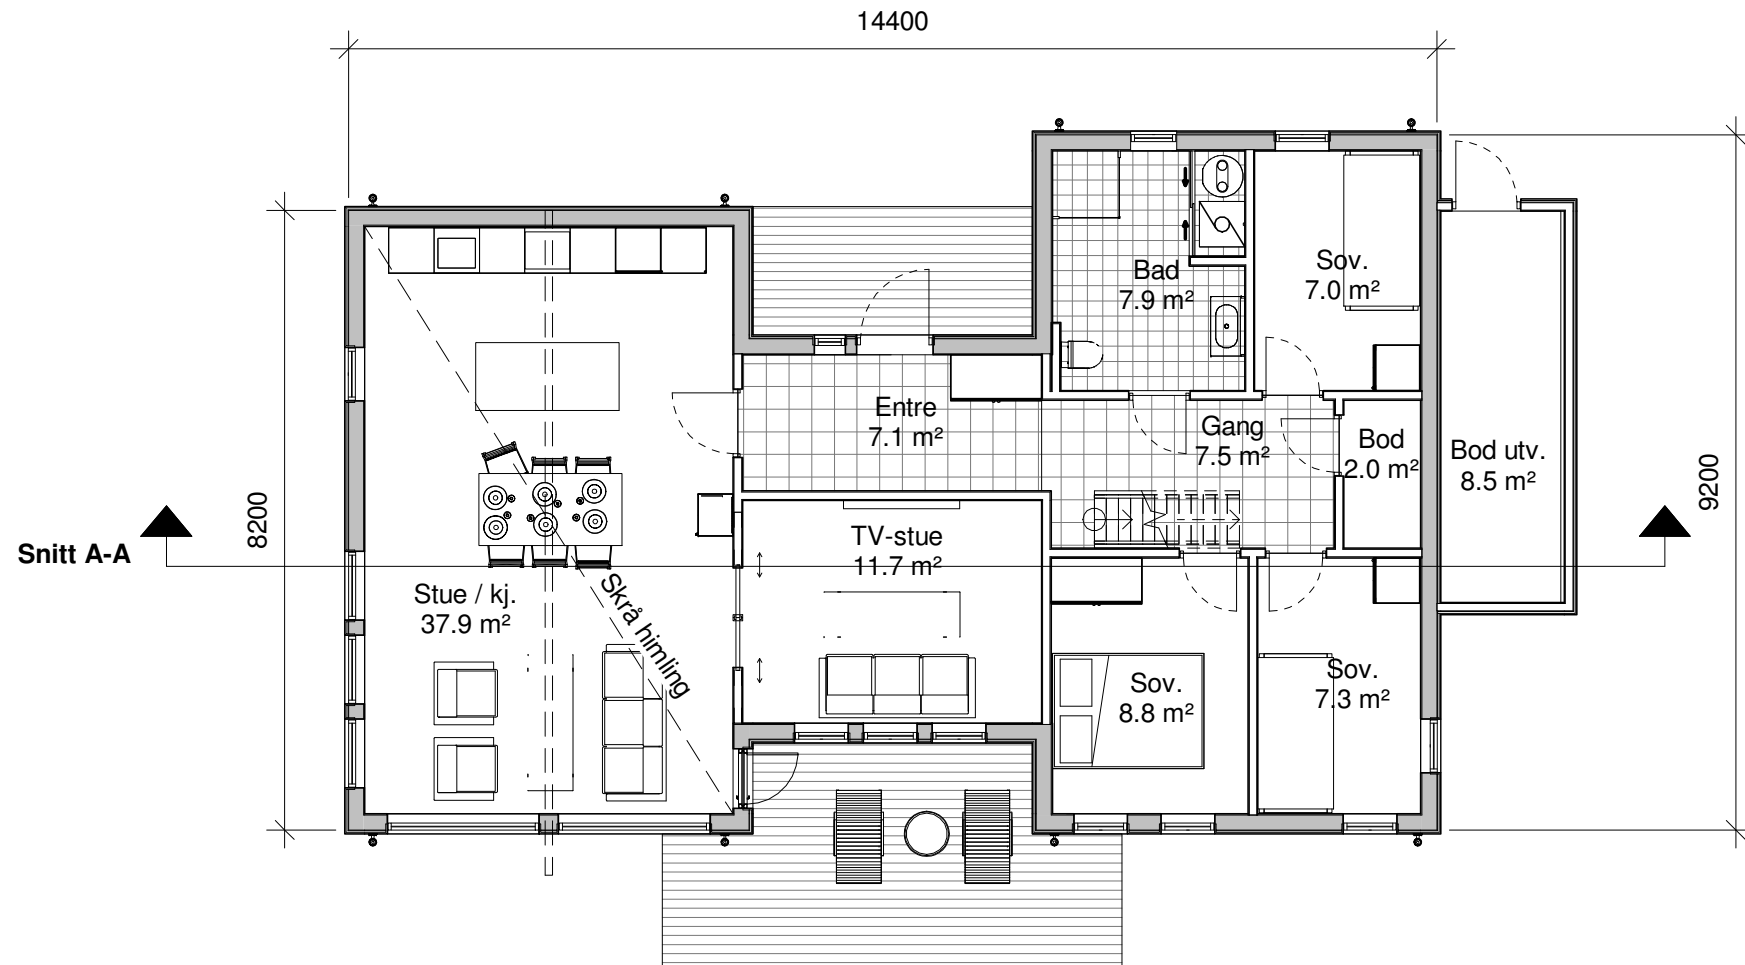 14400
8200
9200
Snitt A-A
Stue / kj.
37.9 m²
Skrå himling
Entre
7.1 m²
TV-stue
11.7 m²
Bad
7.9 m²
Sov.
7.0 m²
Gang
7.5 m²
Bod
2.0 m²
Bod utv.
8.5 m²
Sov.
8.8 m²
Sov.
7.3 m²